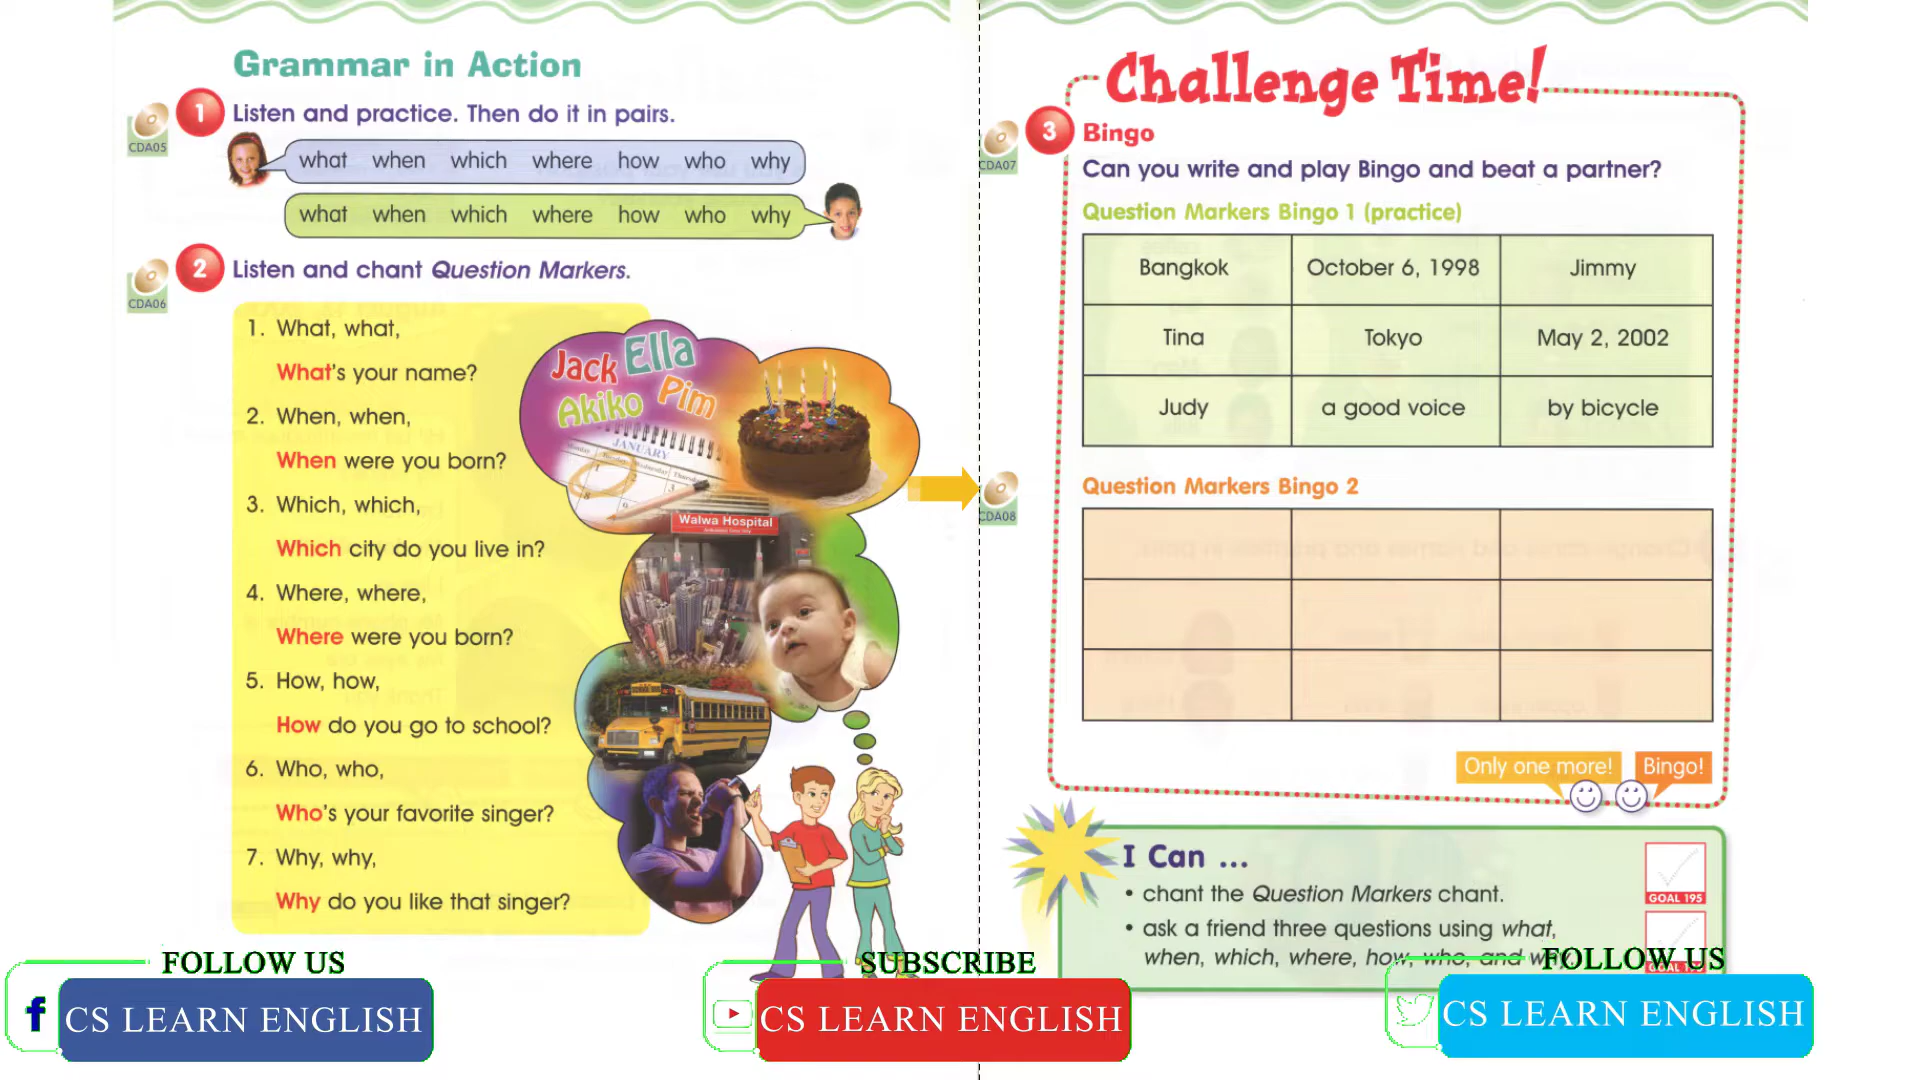 Grammar in Action
1 Listen and practice. Then do it in pairs.
CDA05
what when which where how who why
what when which where how who why
2 Listen and chant Question Markers.
CDA06
1. What, what,
What's your name?
2. When, when,
When were you born?
3. Which, which,
Which city do you live in?
4. Where, where,
Where were you born?
5. How, how,
How do you go to school?
6. Who, who,
Who's your favorite singer?
7. Why, why,
Why do you like that singer?
Jack Ella
Akiko Pim
JANUARY
Walwa Hospital
Challenge Time!
3 Bingo
CDA07
Can you write and play Bingo and beat a partner?
Question Markers Bingo 1 (practice)
Bangkok October 6, 1998 Jimmy
Tina Tokyo May 2, 2002
Judy a good voice by bicycle
Question Markers Bingo 2
CDA08
Only one more! Bingo!
I Can ...
• chant the Question Markers chant.
GOAL 195
• ask a friend three questions using what,
when, which, where, how, who, and why.
FOLLOW US
f CS LEARN ENGLISH
SUBSCRIBE
CS LEARN ENGLISH
FOLLOW US
CS LEARN ENGLISH